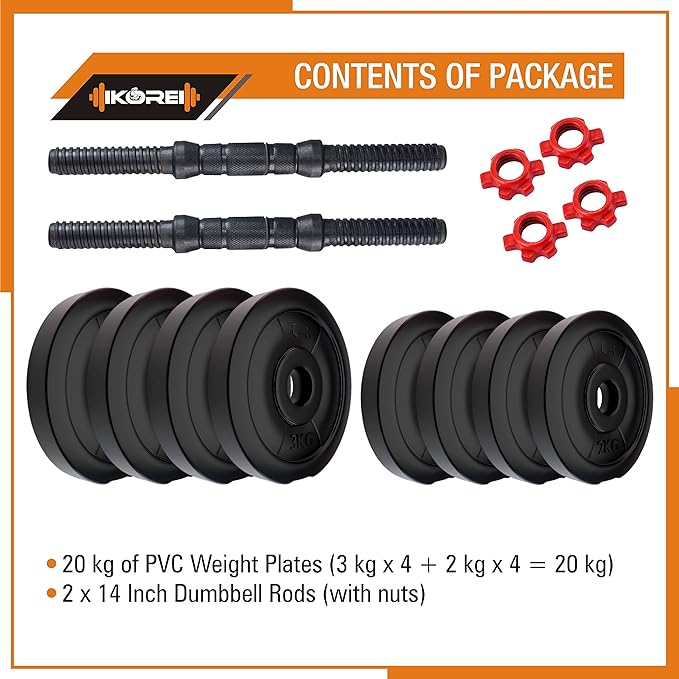 IKOREI
CONTENTS OF PACKAGE
3KG
2KG
• 20 kg of PVC Weight Plates (3 kg x 4 + 2 kg x 4 = 20 kg)
• 2 x 14 Inch Dumbbell Rods (with nuts)